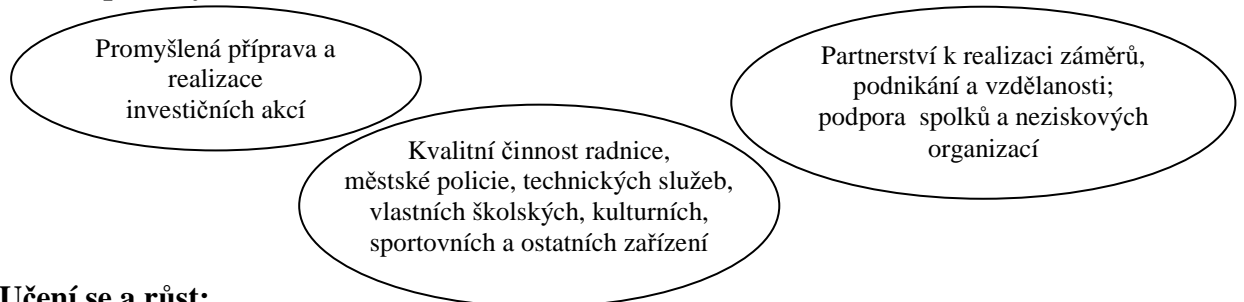 Promyšlená příprava a
realizace
investičních akcí
Partnerství k realizaci záměrů,
podnikání a vzdělanosti;
podpora spolků a neziskových
organizací
Kvalitní činnost radnice,
městské policie, technických služeb,
vlastních školských, kulturních,
sportovních a ostatních zařízení
Učení se a růst: